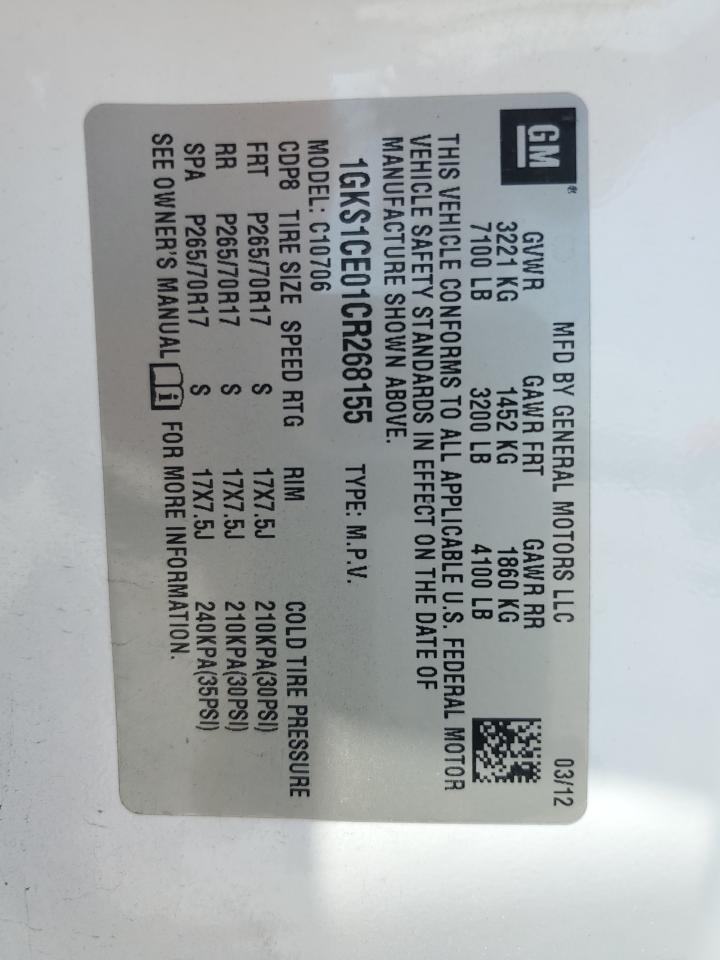 GM
MFD BY GENERAL MOTORS LLC 03/12
GVWR GAWR FRT GAWR RR
3221 KG 1452 KG 1860 KG
7100 LB 3200 LB 4100 LB
THIS VEHICLE CONFORMS TO ALL APPLICABLE U.S. FEDERAL MOTOR
VEHICLE SAFETY STANDARDS IN EFFECT ON THE DATE OF
MANUFACTURE SHOWN ABOVE.
1GKS1CE01CR268155 TYPE: M.P.V.
MODEL: C10706
CDP8 TIRE SIZE SPEED RTG RIM COLD TIRE PRESSURE
FRT P265/70R17 S 17X7.5J 210KPA(30PSI)
RR P265/70R17 S 17X7.5J 210KPA(30PSI)
SPA P265/70R17 S 17X7.5J 240KPA(35PSI)
SEE OWNER'S MANUAL FOR MORE INFORMATION.